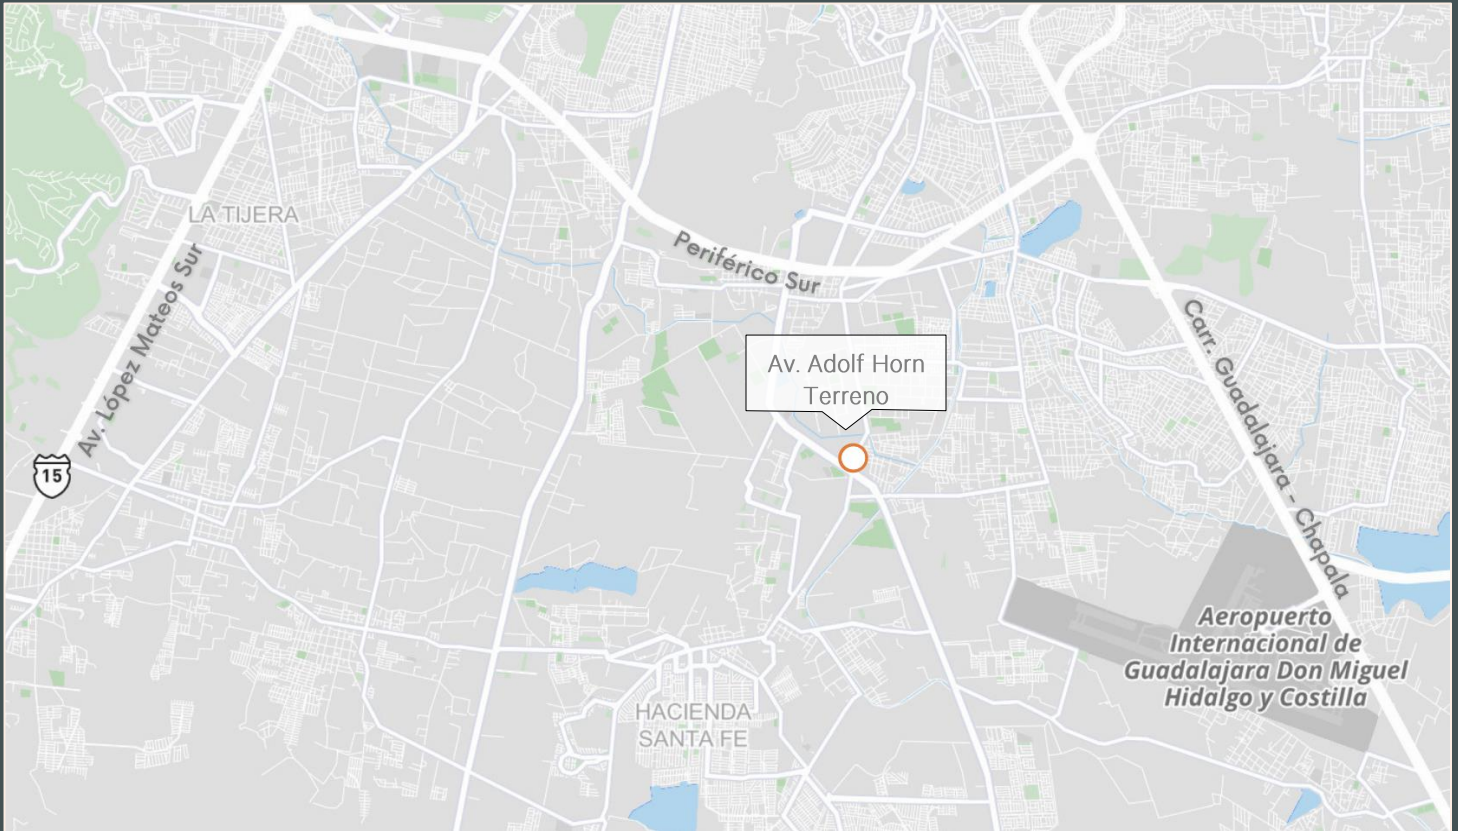 LA TIJERA
Periférico Sur
Av. López Mateos Sur
Av. Adolf Horn
Terreno
Carr. Guadalajara - Chapala
15
Aeropuerto
Internacional de
Guadalajara Don Miguel
Hidalgo y Costilla
HACIENDA
SANTA FE